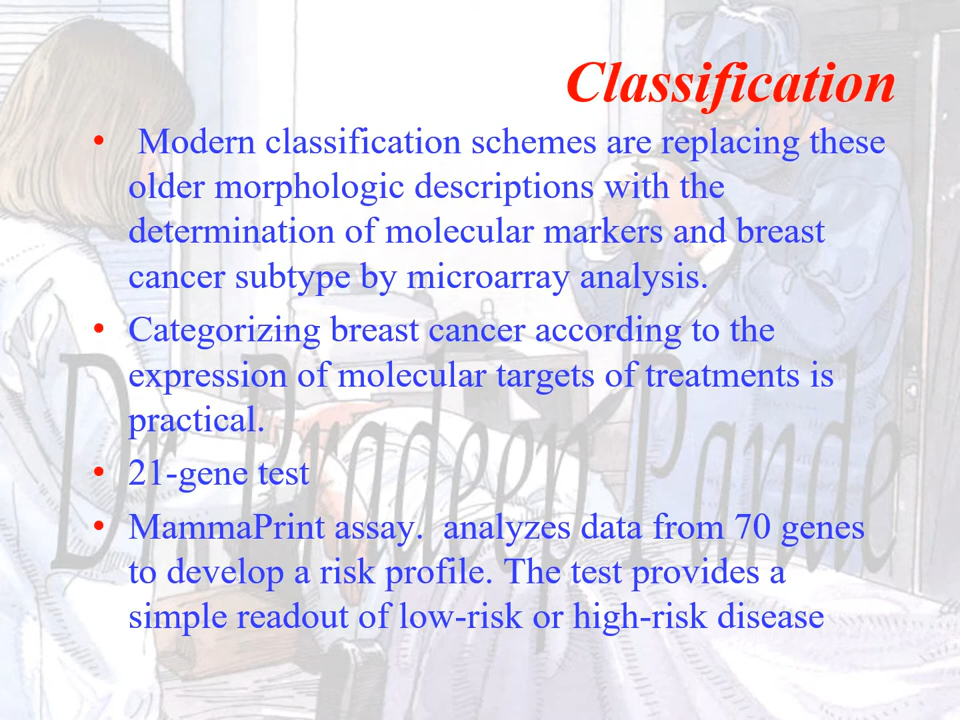 Classification
• Modern classification schemes are replacing these
older morphologic descriptions with the
determination of molecular markers and breast
cancer subtype by microarray analysis.
• Categorizing breast cancer according to the
expression of molecular targets of treatments is
practical.
• 21-gene test
• MammaPrint assay.  analyzes data from 70 genes
to develop a risk profile. The test provides a
simple readout of low-risk or high-risk disease
Dr Pradeep Pande